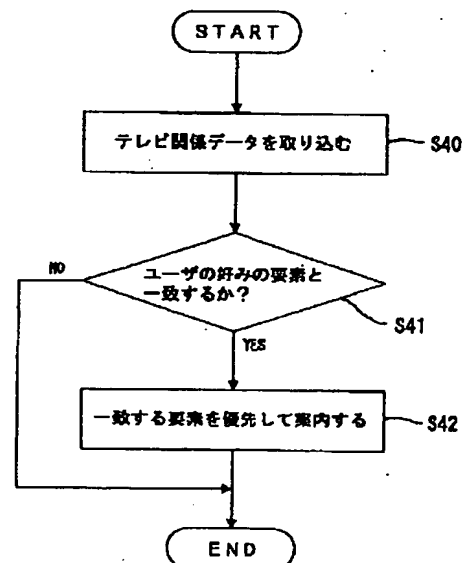 START
テレビ関係データを取り込む
S40
ユーザの好みの要素と
一致するか?
NO
S41
YES
一致する要素を優先して案内する
S42
END